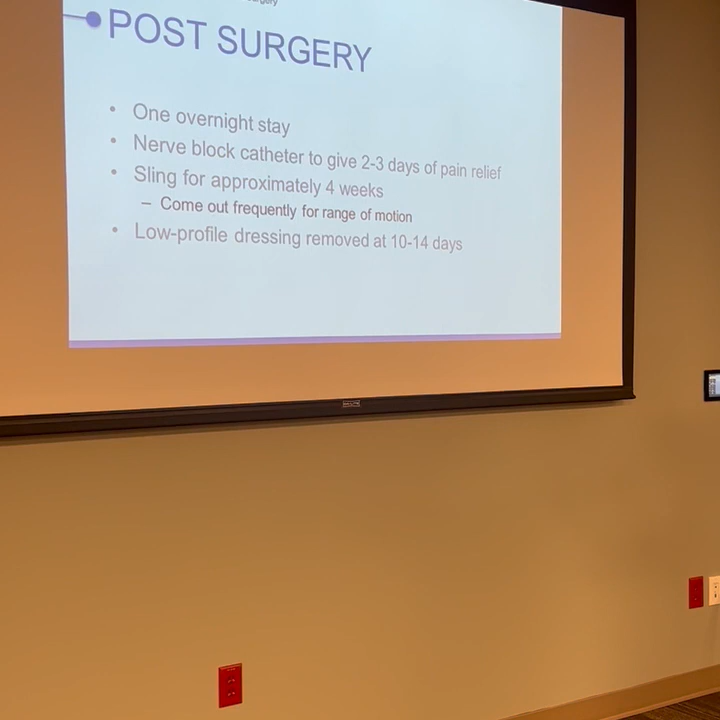 POST SURGERY
• One overnight stay
• Nerve block catheter to give 2-3 days of pain relief
• Sling for approximately 4 weeks
– Come out frequently for range of motion
• Low-profile dressing removed at 10-14 days